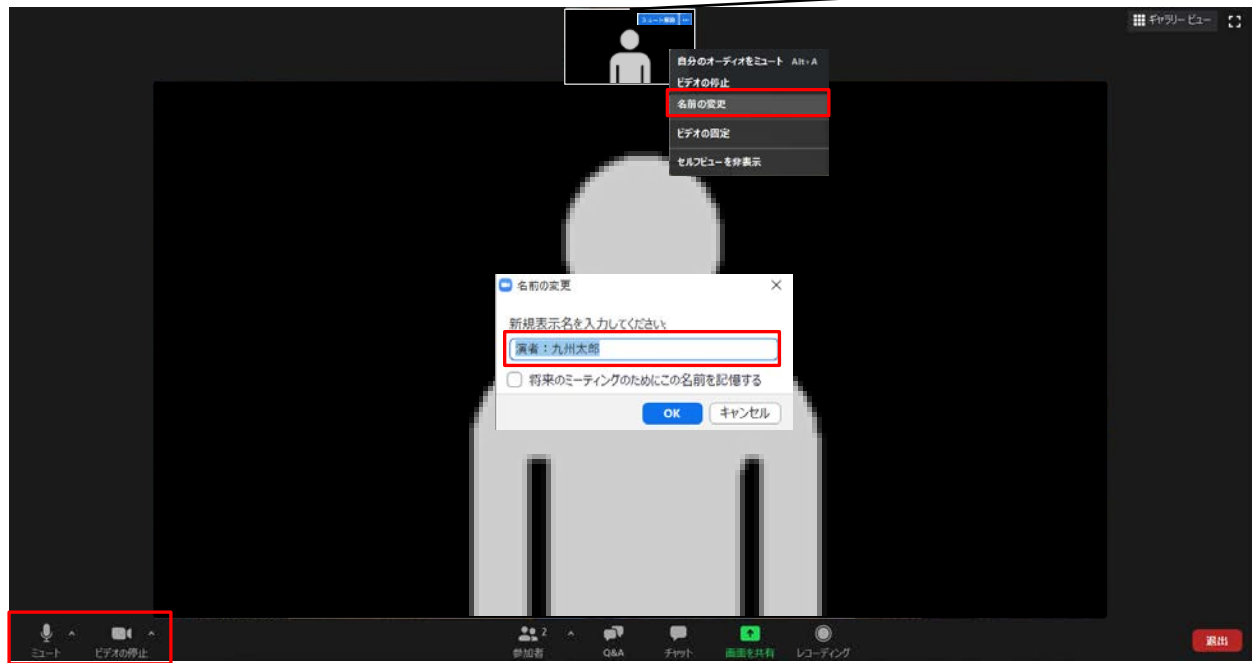 ミュート解除 ...
ギャラリービュー
自分のオーディオをミュート Alt+A
ビデオの停止
名前の変更
ビデオの固定
セルフビューを非表示
名前の変更
新規表示名を入力してください:
演者：九州太郎
将来のミーティングのためにこの名前を記憶する
OK キャンセル
ミュート ビデオの停止 参加者 2 Q&A チャット 画面を共有 レコーディング 退出